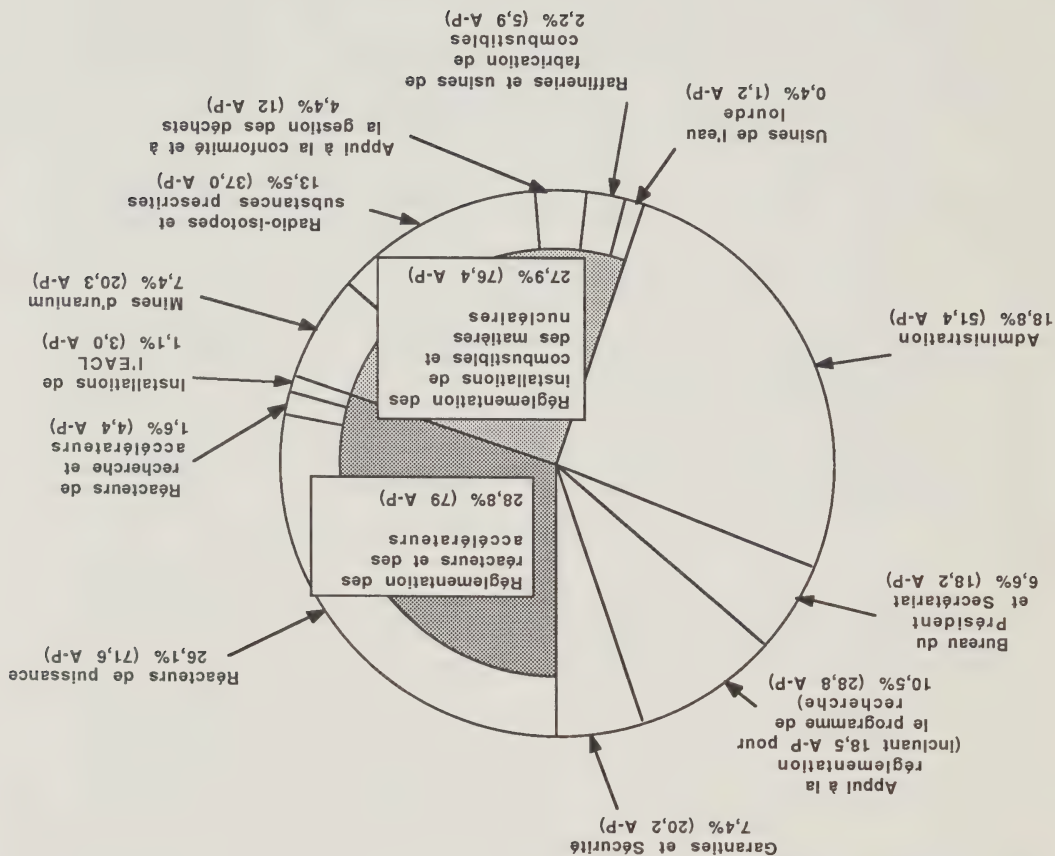 Garanties et Sécurité
7,4% (20,2 A-P)
Appui à la
réglementation
(incluant 18,5 A-P pour
le programme de
recherche)
10,5% (28,8 A-P)
Bureau du
Président
et Secrétariat
6,6% (18,2 A-P)
Administration
18,8% (51,4 A-P)
Usines de l'eau
lourde
0,4% (1,2 A-P)
Raffineries et usines de
fabrication de
combustibles
2,2% (5,9 A-P)
Appui à la conformité et à
la gestion des déchets
4,4% (12 A-P)
Radio-isotopes et
substances prescrites
13,5% (37,0 A-P)
Mines d'uranium
7,4% (20,3 A-P)
Installations de
l'EACL
1,1% (3,0 A-P)
Réacteurs de
recherche et
accélérateurs
1,6% (4,4 A-P)
Réacteurs de puissance
26,1% (71,6 A-P)
Réglementation des
réacteurs et des
accélérateurs
28,8% (79 A-P)
Réglementation des
installations de
combustibles et
des matières
nucléaires
27,9% (76,4 A-P)